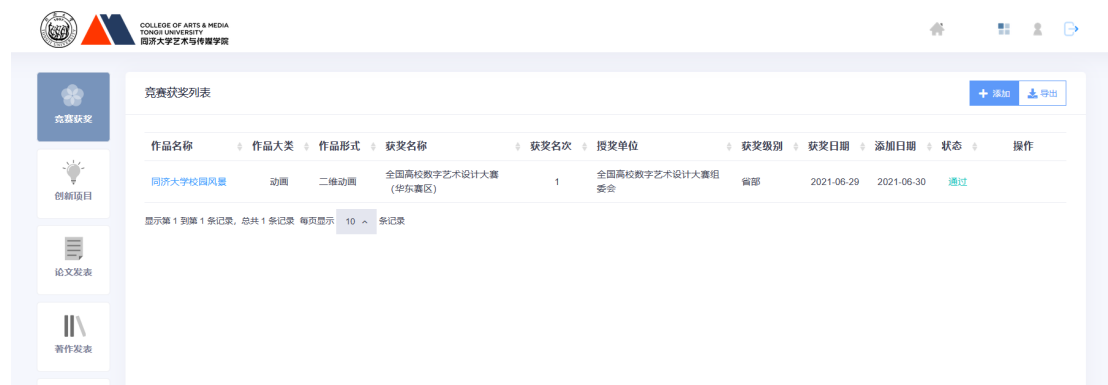 COLLEGE OF ARTS & MEDIA
TONGJI UNIVERSITY
同济大学艺术与传媒学院
竞赛获奖
创新项目
论文发表
著作发表
竞赛获奖列表
添加 导出
作品名称 作品大类 作品形式 获奖名称 获奖名次 授奖单位 获奖级别 获奖日期 添加日期 状态 操作
同济大学校园风景 动画 二维动画 全国高校数字艺术设计大赛 1 全国高校数字艺术设计大赛组 省部 2021-06-29 2021-06-30 通过
（华东赛区） 委会
显示第 1 到第 1 条记录，总共 1 条记录 每页显示 10 条记录